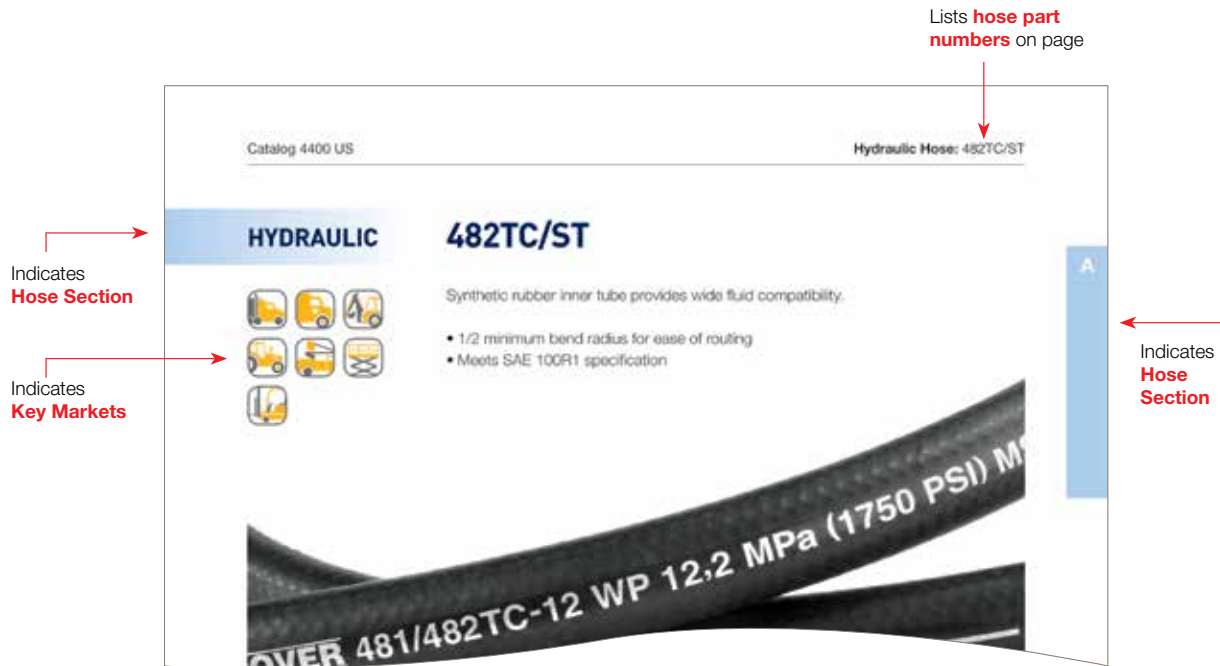 Lists hose part
numbers on page
Catalog 4400 US
Hydraulic Hose: 482TC/ST
HYDRAULIC
482TC/ST
A
Indicates
Hose Section
Synthetic rubber inner tube provides wide fluid compatibility.
• 1/2 minimum bend radius for ease of routing
• Meets SAE 100R1 specification
Indicates
Key Markets
Indicates
Hose
Section
OVER 481/482TC-12 WP 12,2 MPa (1750 PSI)